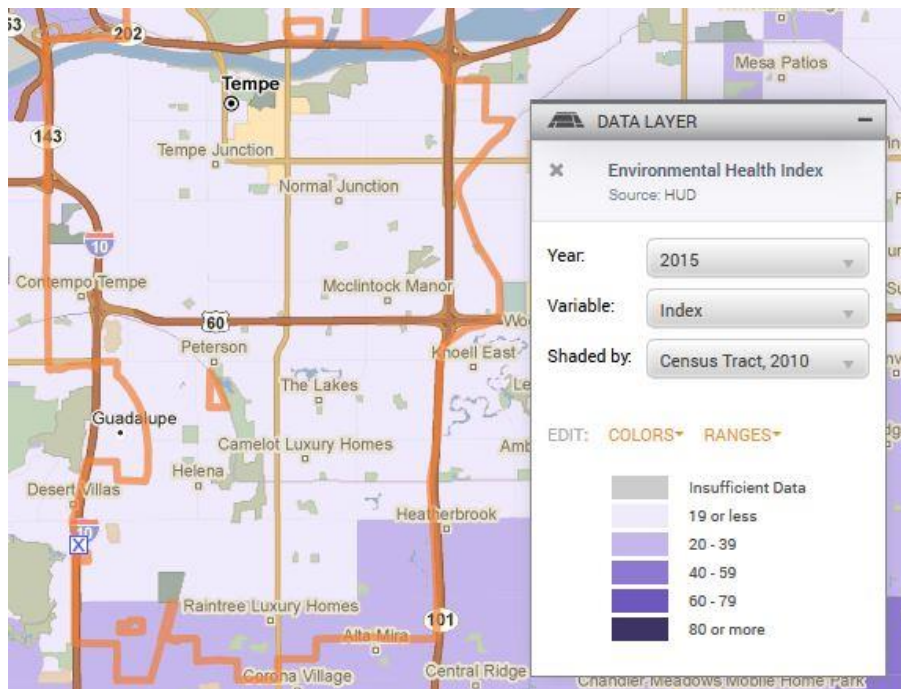 53
202
Mesa Patios
Tempe
DATA LAYER
143
Tempe Junction
Environmental Health Index
Source: HUD
Normal Junction
10
Year:
2015
Contempo Tempe
Mcclintock Manor
Variable:
Index
60
Peterson
Knoell East
Shaded by:
Census Tract, 2010
The Lakes
Guadalupe
EDIT: COLORS RANGES
Camelot Luxury Homes
Helena
Desert Villas
Insufficient Data
19 or less
Heatherbrook
20 - 39
10
X
40 - 59
60 - 79
Raintree Luxury Homes
101
80 or more
Alta Mira
Corona Village
Central Ridge
Chandler Meadows Mobile Home Park